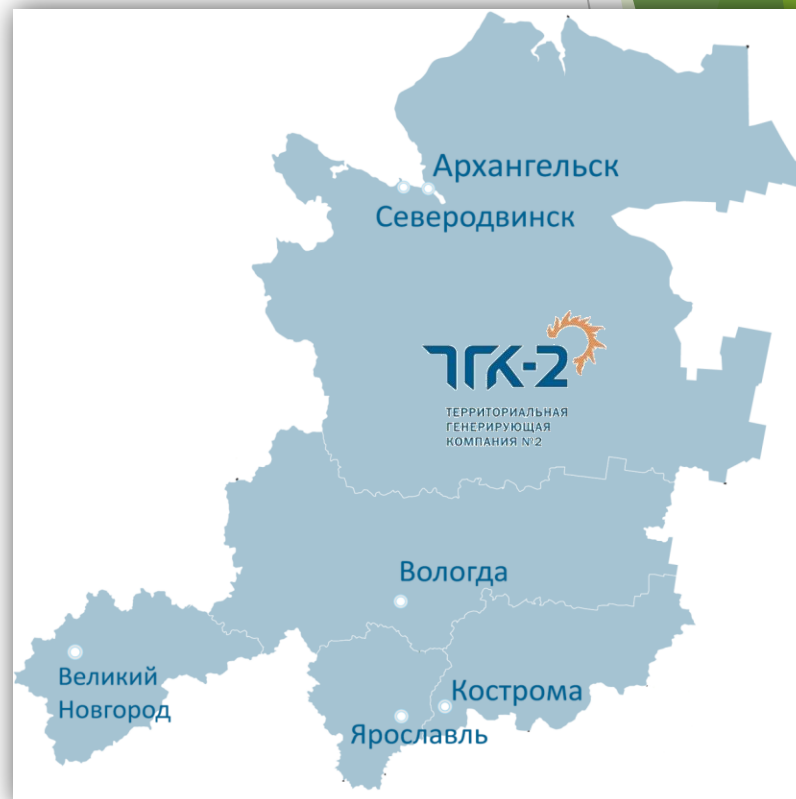 Архангельск
Северодвинск
ТГК-2
ТЕРРИТОРИАЛЬНАЯ
ГЕНЕРИРУЮЩАЯ
КОМПАНИЯ №2
Вологда
Великий
Новгород
Кострома
Ярославль